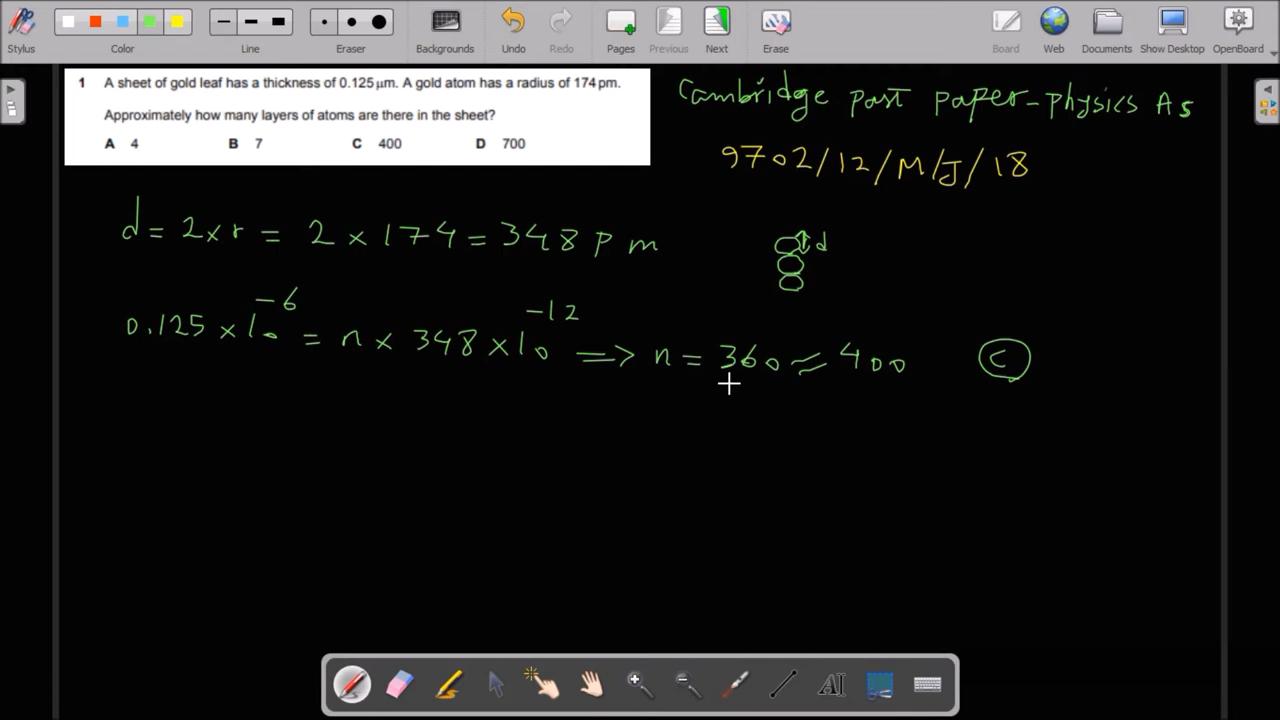 Stylus Color Line Eraser Backgrounds Undo Redo Pages Previous Next Erase Board Web Documents Show Desktop OpenBoard
1 A sheet of gold leaf has a thickness of 0.125 μm. A gold atom has a radius of 174 pm.
Approximately how many layers of atoms are there in the sheet?
A 4 B 7 C 400 D 700
Cambridge past paper-physics As
9702/12/M/J/18
d = 2×r = 2 × 174 = 348 p m
d
0.125 × 10⁻⁶ = n × 348 × 10⁻¹² => n = 360 ≈ 400 C
AI